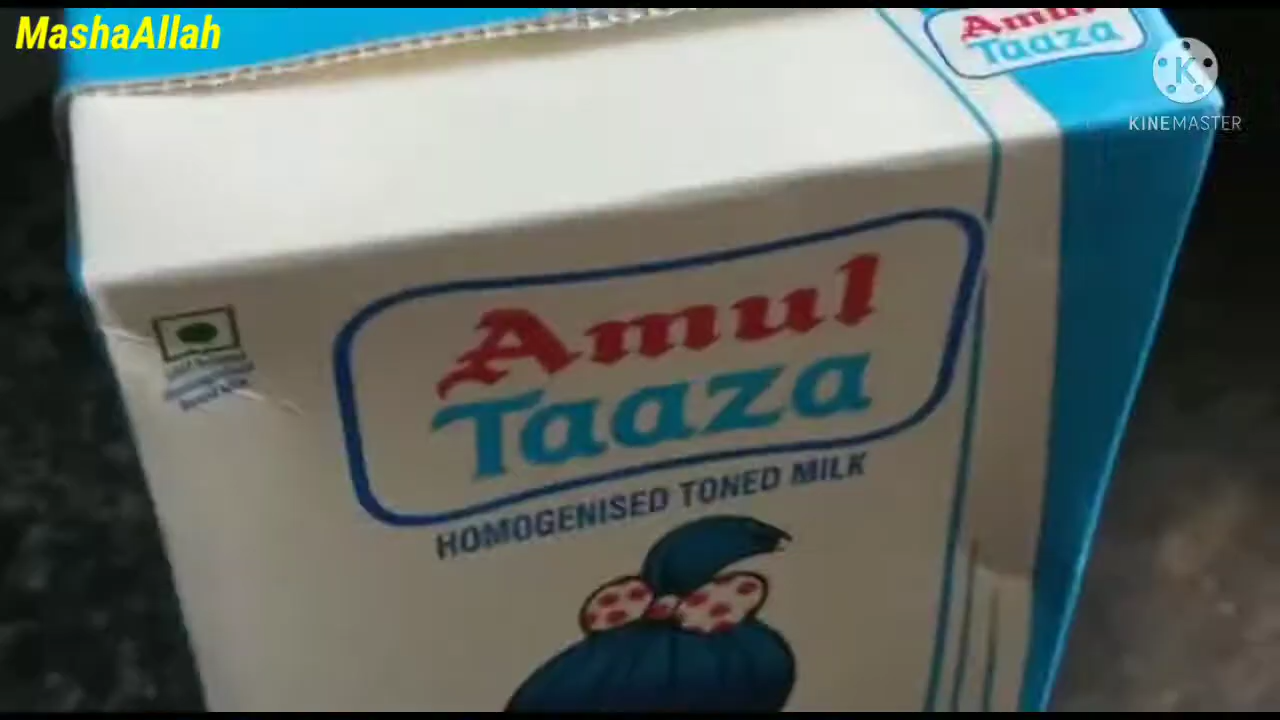 MashaAllah
Amul
Taaza
KINEMASTER
Amul
Taaza
HOMOGENISED TONED MILK